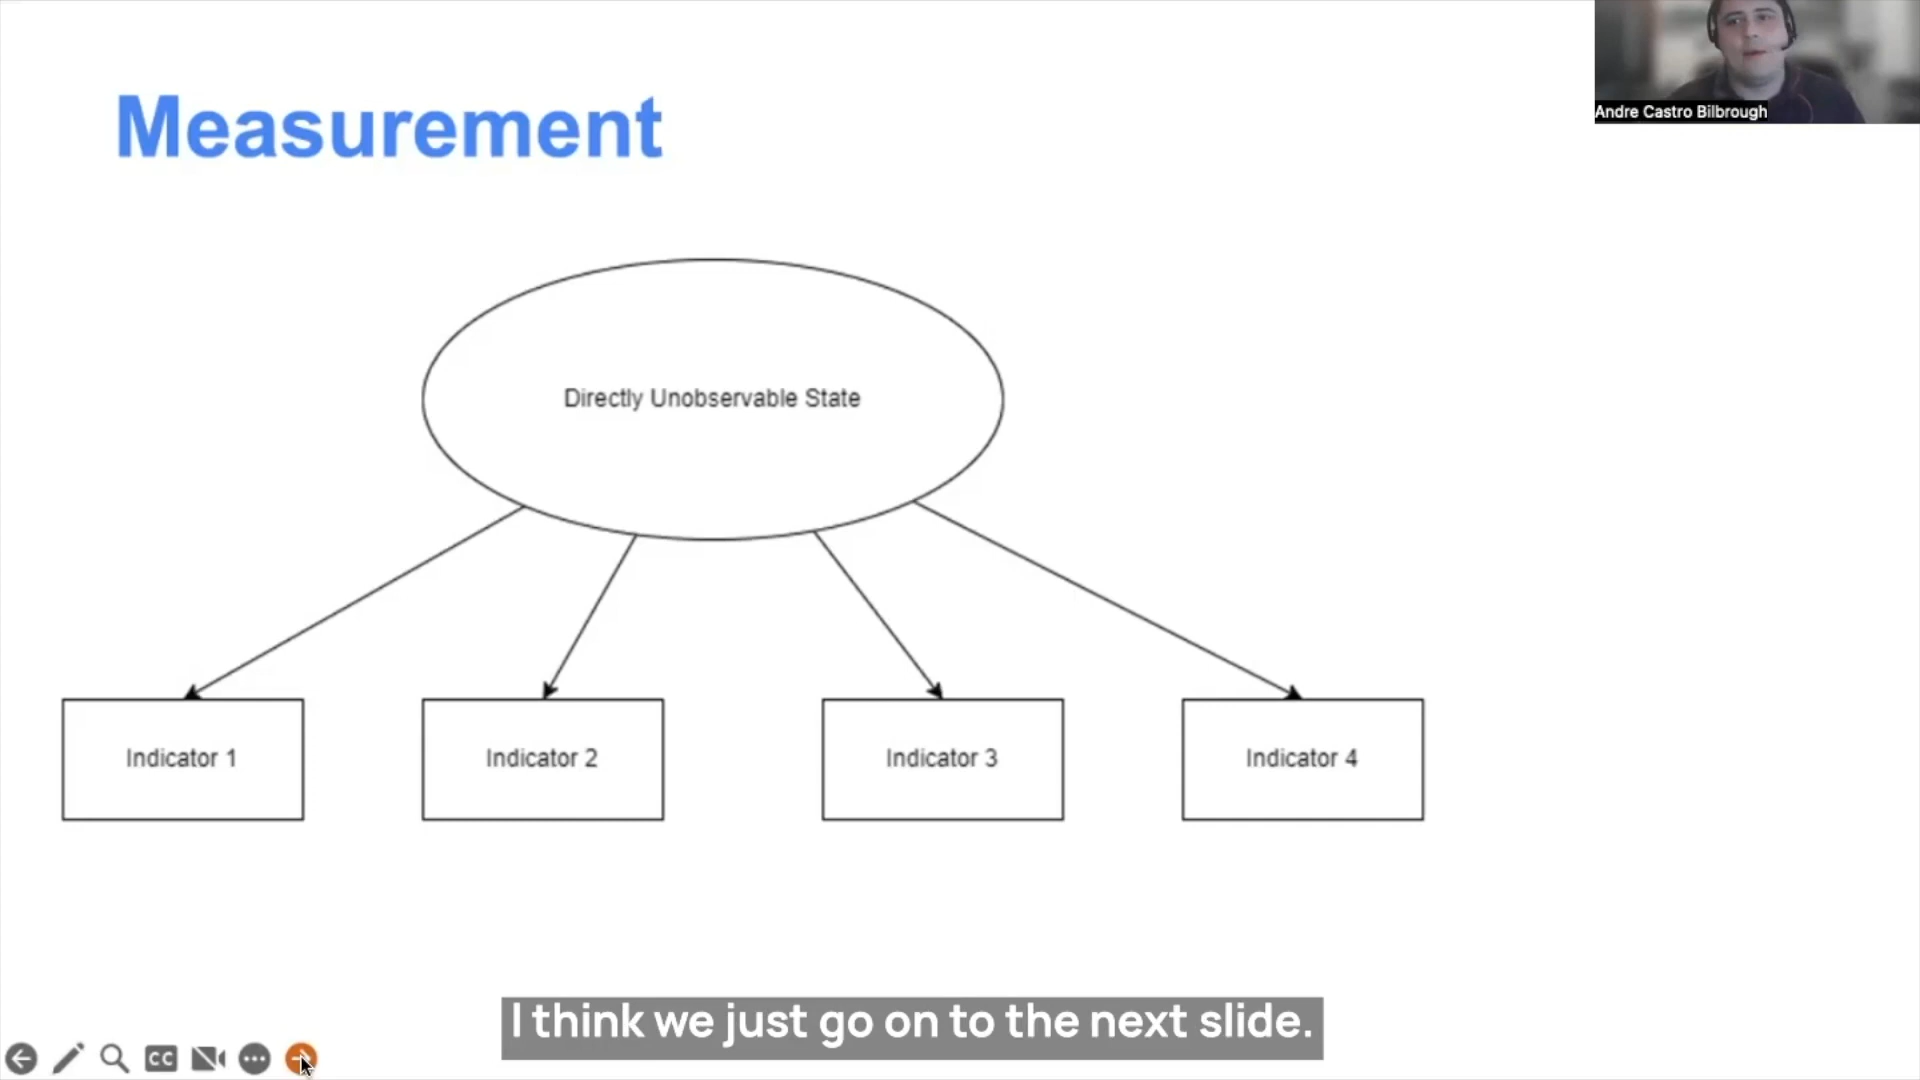 Measurement
Andre Castro Bilbrough
Directly Unobservable State
Indicator 1
Indicator 2
Indicator 3
Indicator 4
I think we just go on to the next slide.
CC